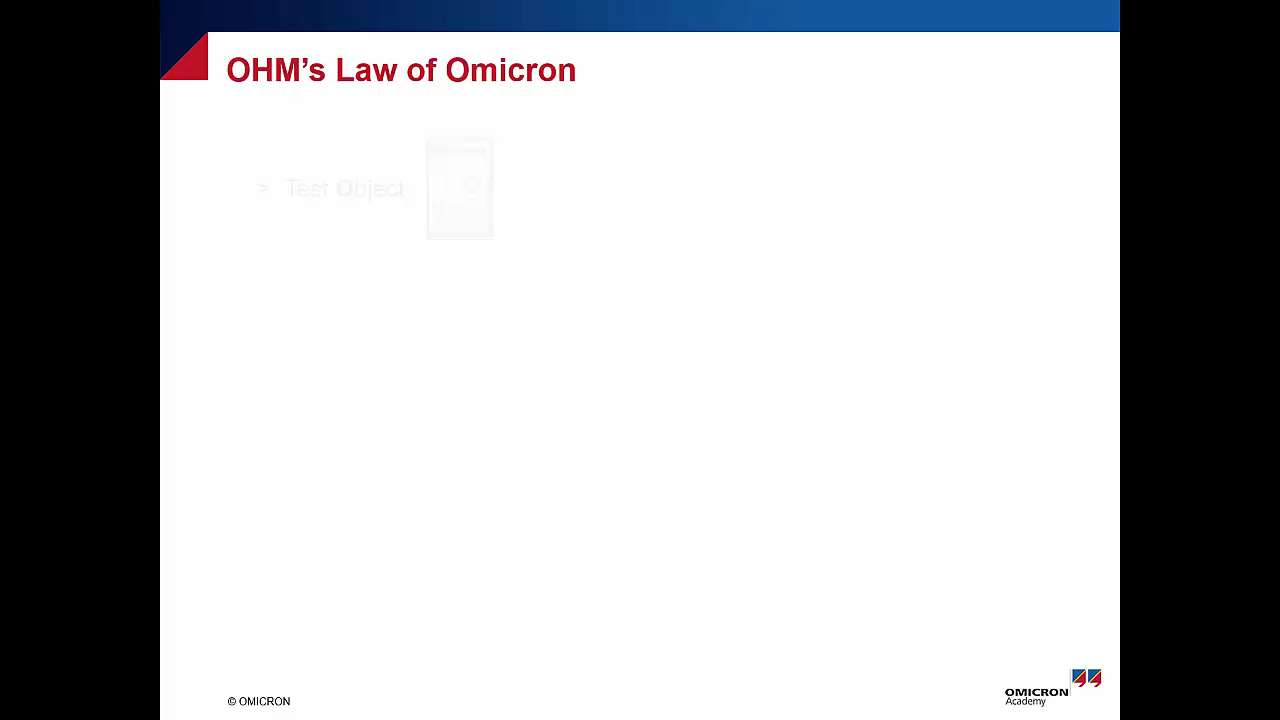 OHM’s Law of Omicron
> Test Object
© OMICRON
OMICRON
Academy